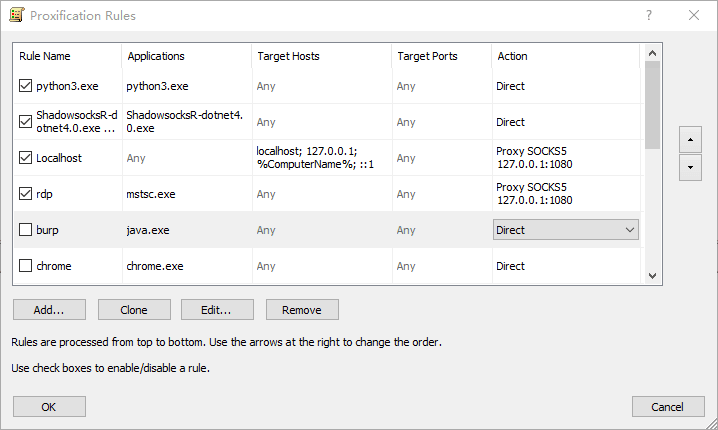 Proxification Rules
Rule Name Applications Target Hosts Target Ports Action
python3.exe python3.exe Any Any Direct
ShadowsocksR-d ShadowsocksR-dotnet4.
otnet4.0.exe ... 0.exe Any Any Direct
Localhost Any localhost; 127.0.0.1; Any Proxy SOCKS5
%ComputerName%; ::1 127.0.0.1:1080
rdp mstsc.exe Any Any Proxy SOCKS5
127.0.0.1:1080
burp java.exe Any Any Direct
chrome chrome.exe Any Any Direct
Add... Clone Edit... Remove
Rules are processed from top to bottom. Use the arrows at the right to change the order.
Use check boxes to enable/disable a rule.
OK Cancel